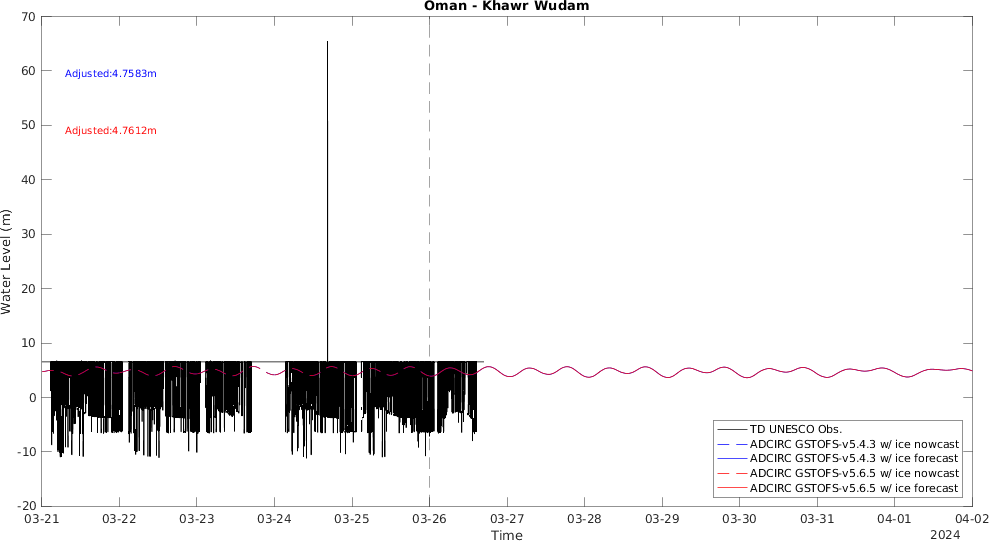 Oman - Khawr Wudam
70
60
50
40
30
20
10
0
-10
-20
Water Level (m)
Adjusted:4.7583m
Adjusted:4.7612m
TD UNESCO Obs.
ADCIRC GSTOFS-v5.4.3 w/ ice nowcast
ADCIRC GSTOFS-v5.4.3 w/ ice forecast
ADCIRC GSTOFS-v5.6.5 w/ ice nowcast
ADCIRC GSTOFS-v5.6.5 w/ ice forecast
03-21 03-22 03-23 03-24 03-25 03-26 03-27 03-28 03-29 03-30 03-31 04-01 04-02
Time
2024